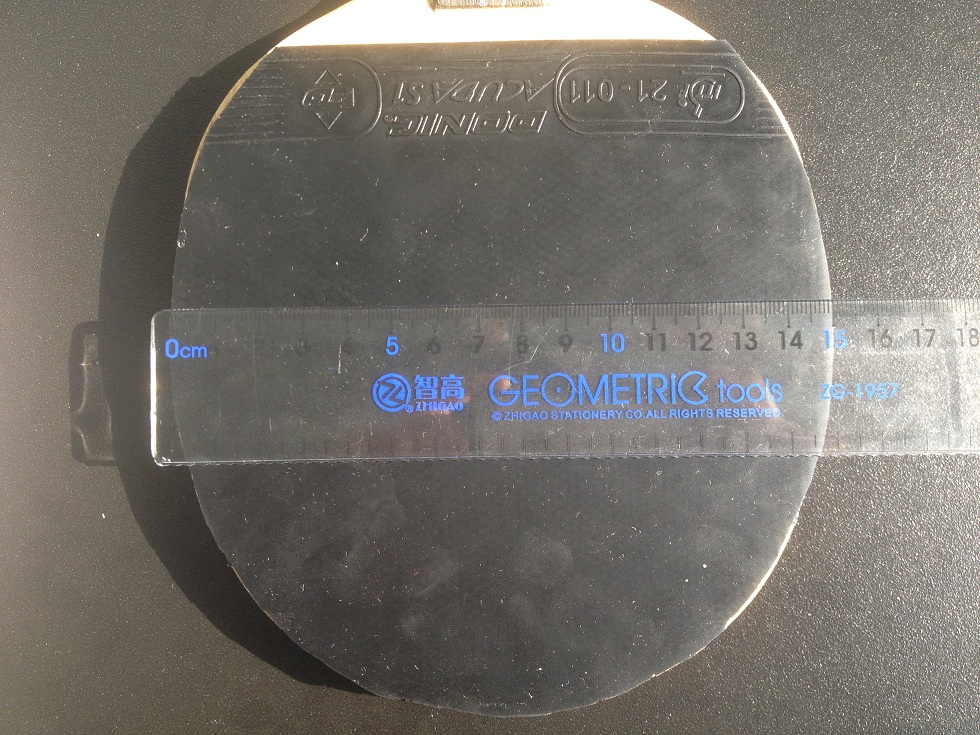 ITTF
21-011
DONIC
ACUDA S1
0cm 1 2 3 4 5 6 7 8 9 10 11 12 13 14 15 16 17 18
智高
®ZHIGAO
GEOMETRIC tools
ZG-1957
© ZHIGAO STATIONERY CO.ALL RIGHTS RESERVED.